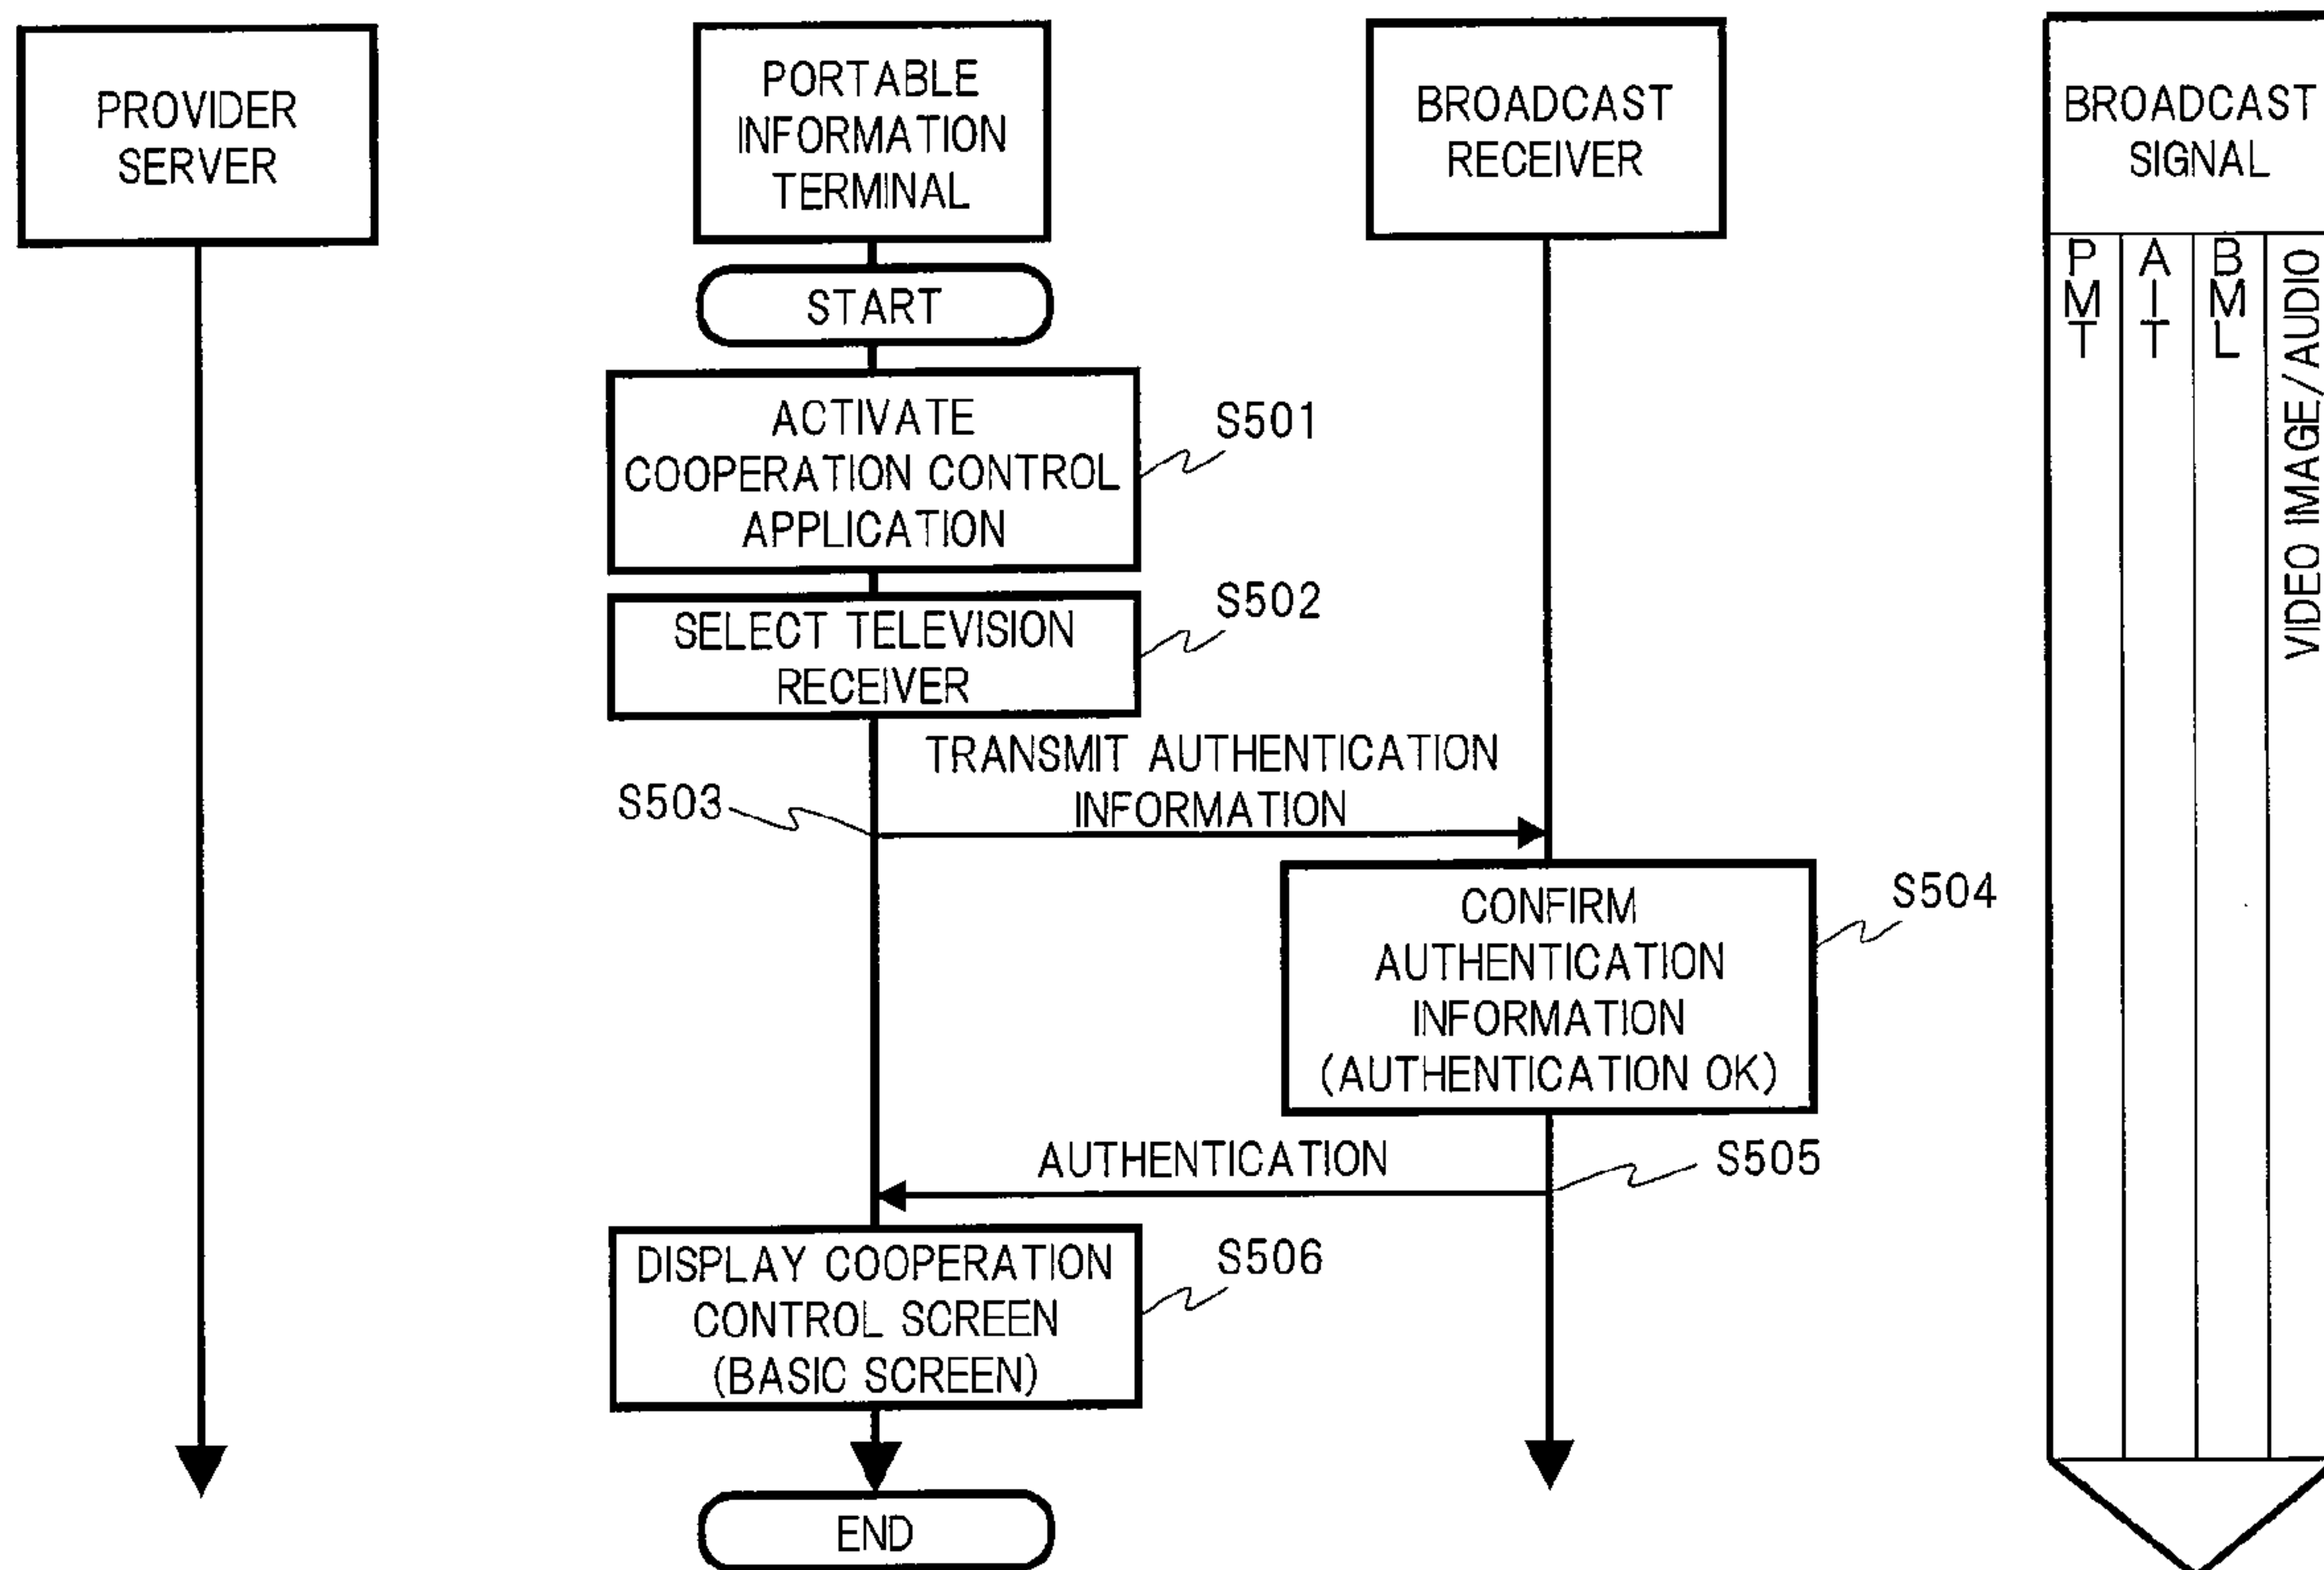 PROVIDER
SERVER
PORTABLE
INFORMATION
TERMINAL
BROADCAST
RECEIVER
BROADCAST
SIGNAL
PMT
AIT
BML
VIDEO IMAGE/AUDIO
START
ACTIVATE
COOPERATION CONTROL
APPLICATION
S501
SELECT TELEVISION
RECEIVER
S502
TRANSMIT AUTHENTICATION
INFORMATION
S503
CONFIRM
AUTHENTICATION
INFORMATION
(AUTHENTICATION OK)
S504
AUTHENTICATION
S505
DISPLAY COOPERATION
CONTROL SCREEN
(BASIC SCREEN)
S506
END